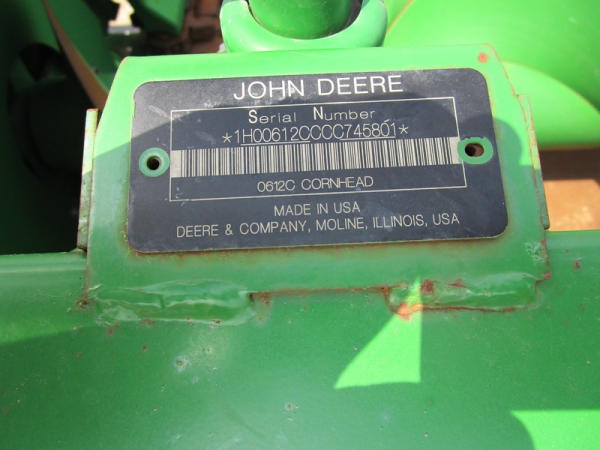 JOHN DEERE
Serial Number
*1H00612CCCC745801*
0612C CORNHEAD
MADE IN USA
DEERE & COMPANY, MOLINE, ILLINOIS, USA